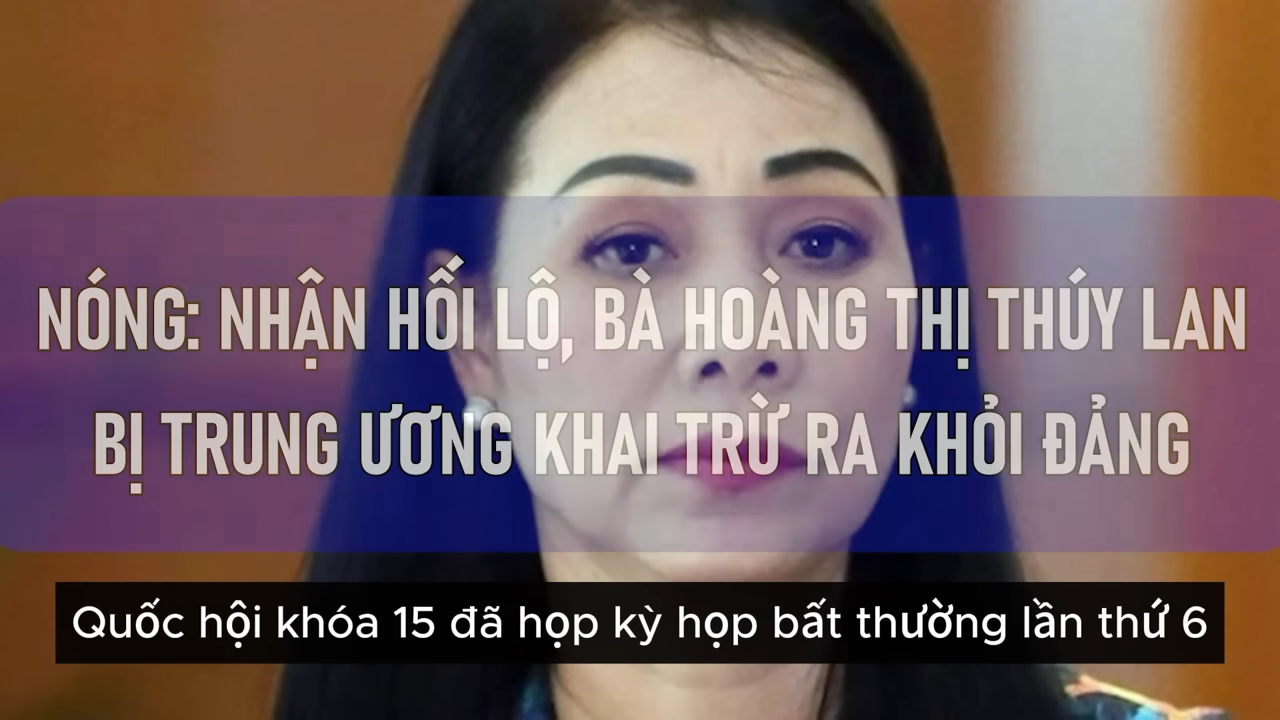 NÓNG: NHẬN HỐI LỘ, BÀ HOÀNG THỊ THÚY LAN
BỊ TRUNG ƯƠNG KHAI TRỪ RA KHỎI ĐẢNG
Quốc hội khóa 15 đã họp kỳ họp bất thường lần thứ 6